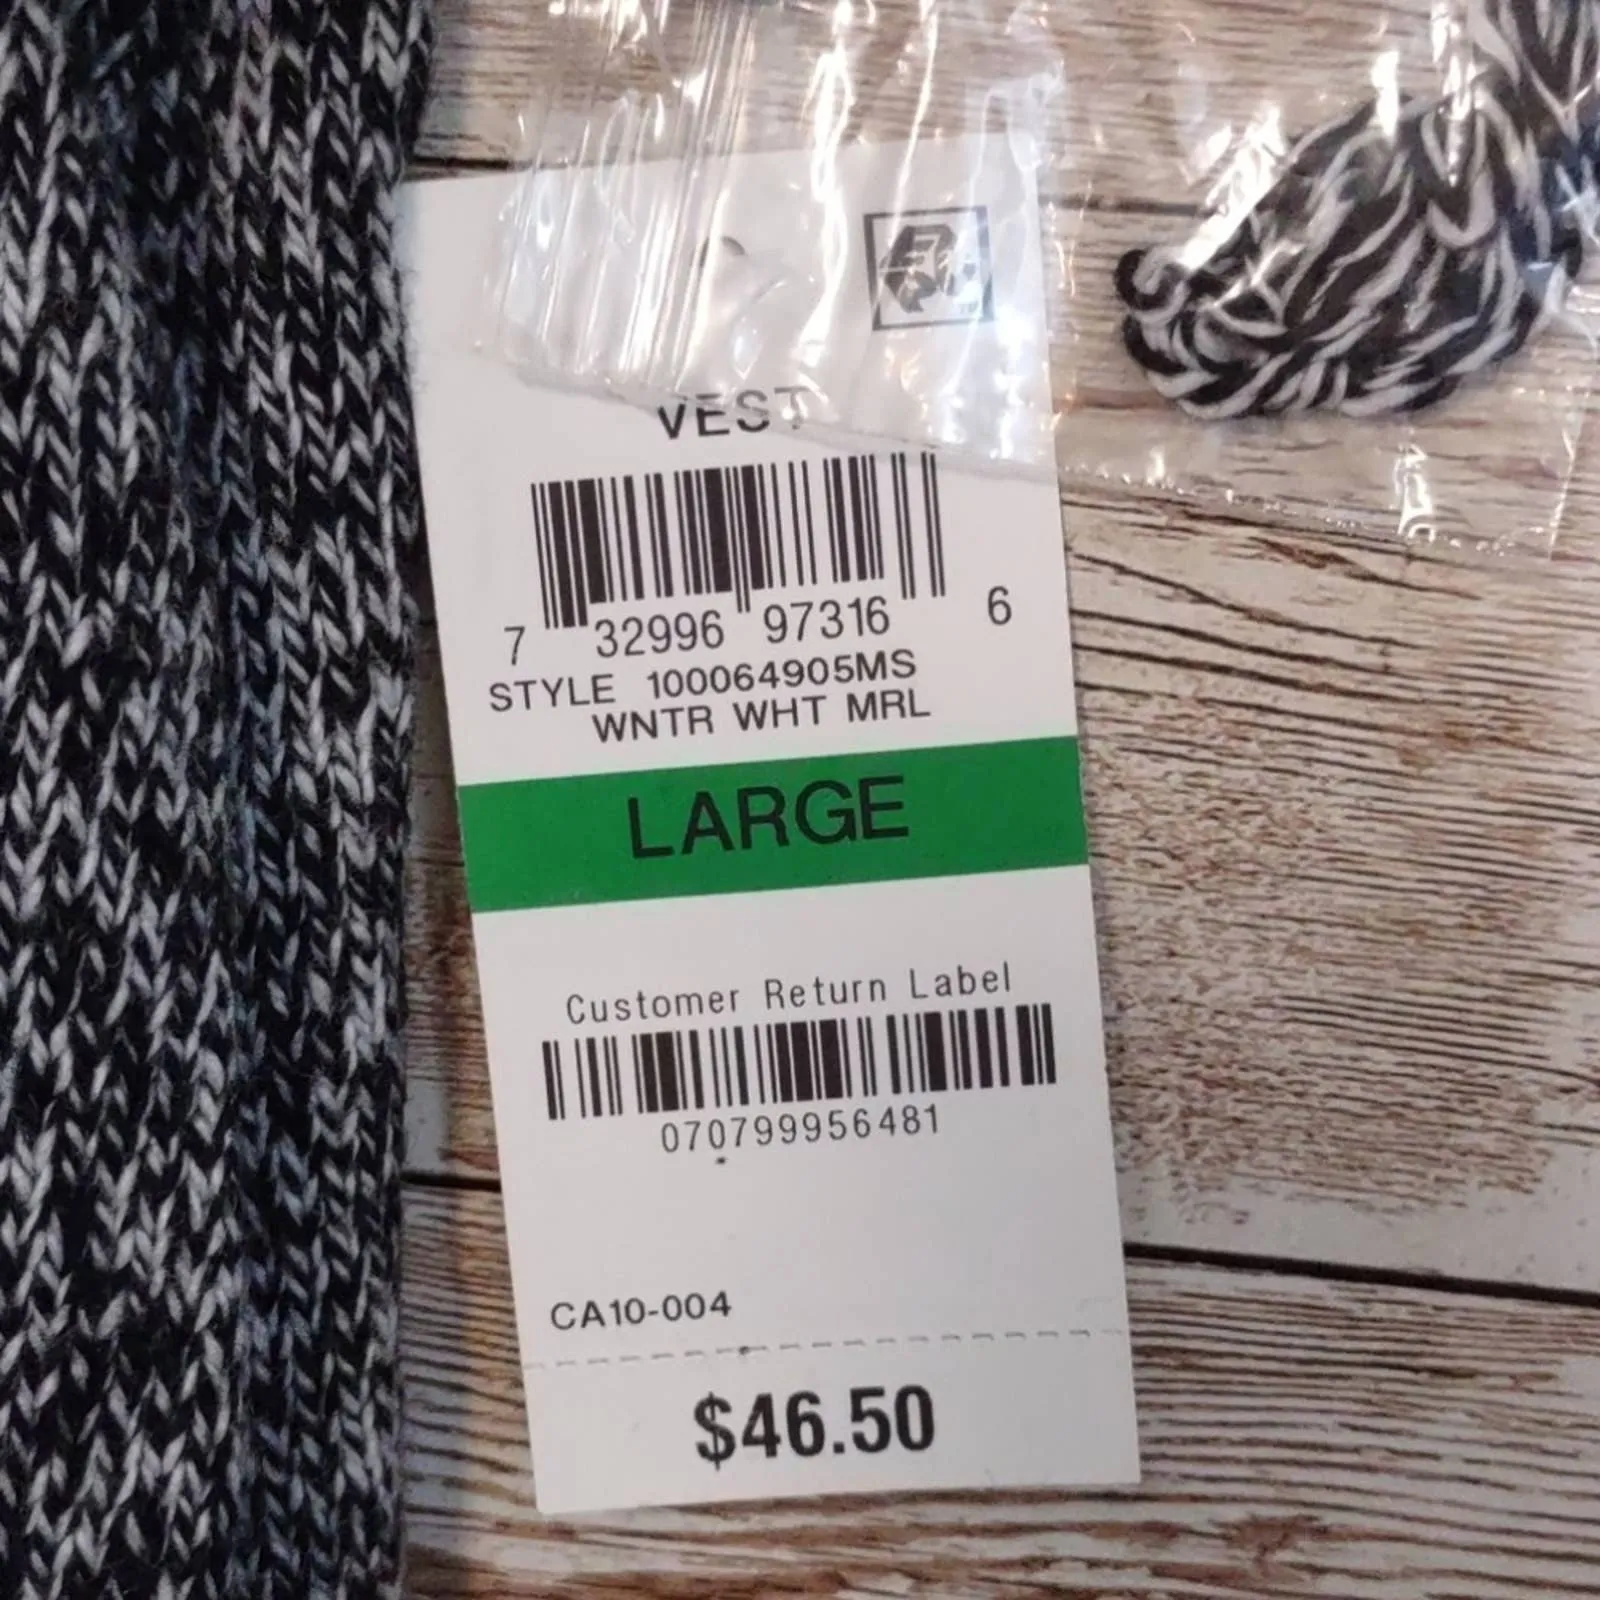 VEST
7 32996 97316 6
STYLE 100064905MS
WNTR WHT MRL
LARGE
Customer Return Label
070799956481
CA10-004
$46.50